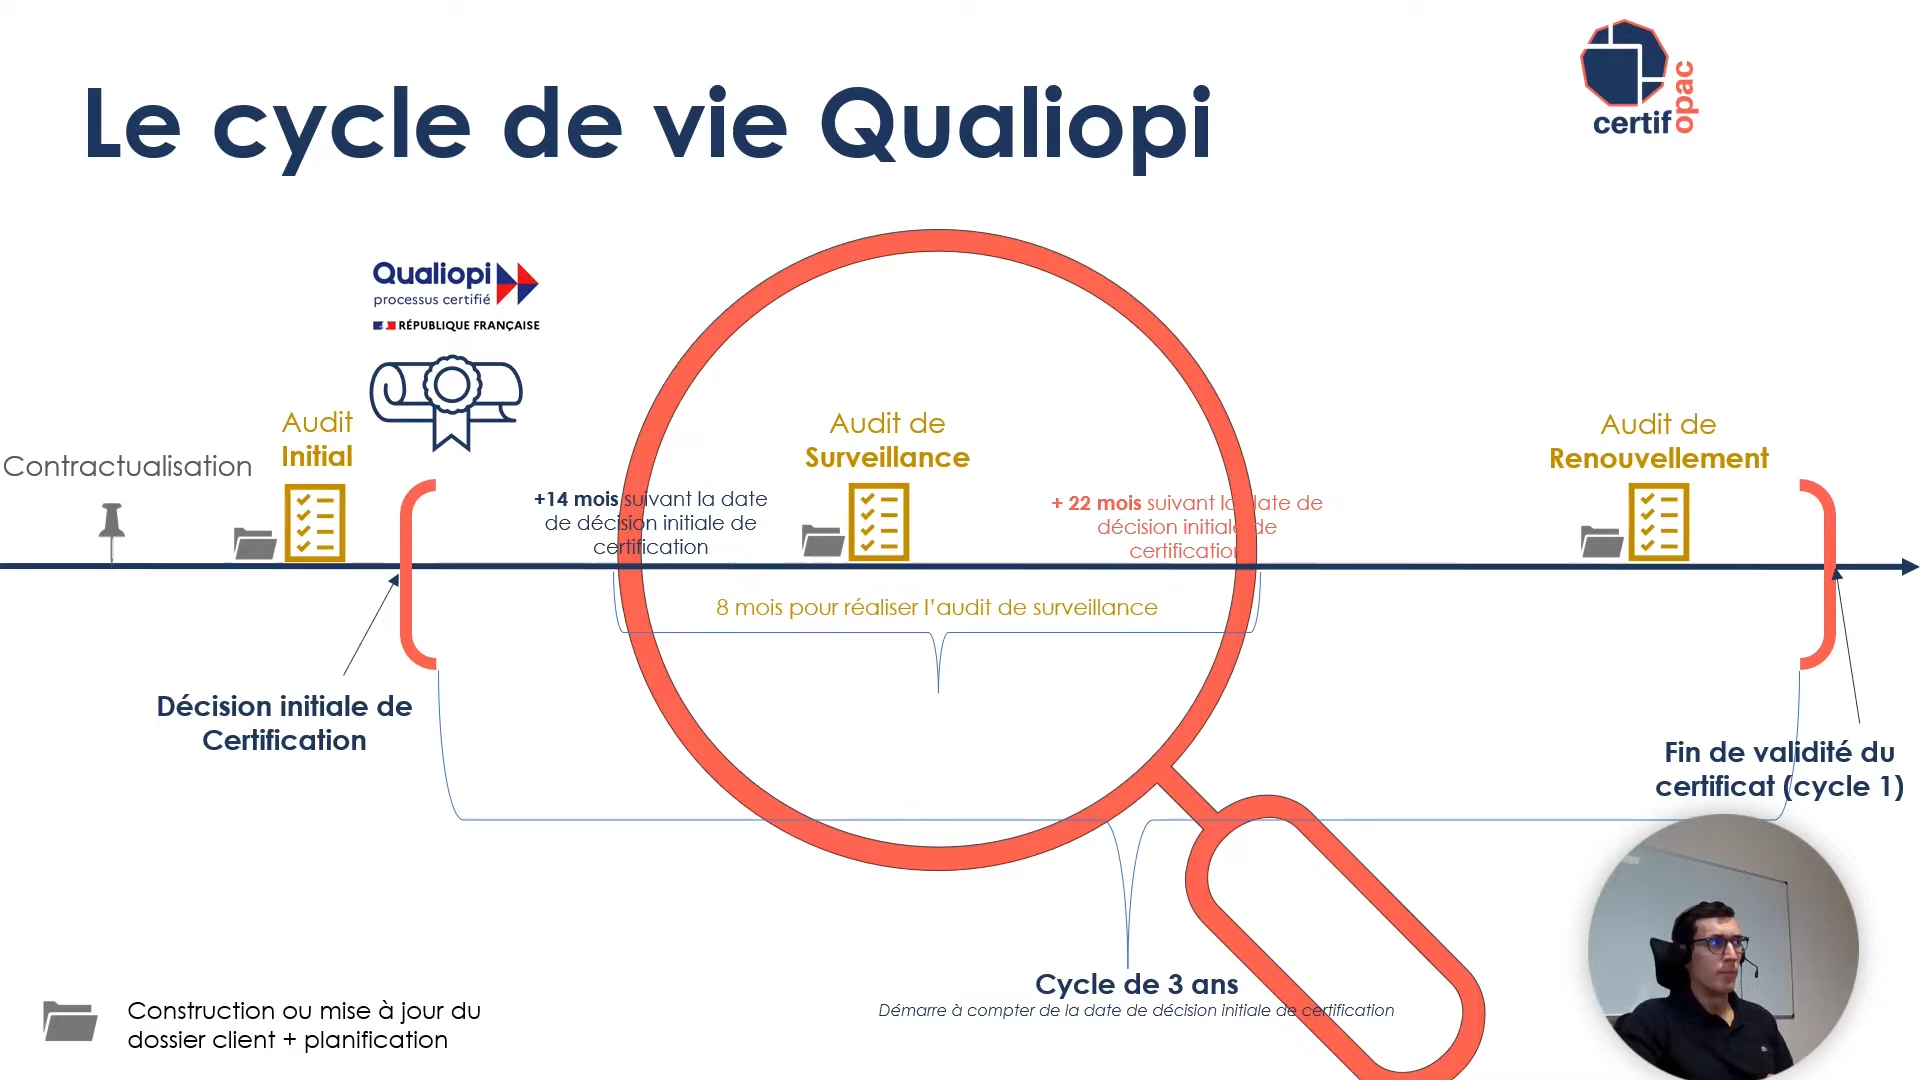 certif
opac
Le cycle de vie Qualiopi
Qualiopi
processus certifié
RÉPUBLIQUE FRANÇAISE
Contractualisation
Audit
Initial
Audit de
Surveillance
Audit de
Renouvellement
+14 mois suivant la date
de décision initiale de
certification
+ 22 mois suivant la date de
décision initiale de
certification
8 mois pour réaliser l’audit de surveillance
Décision initiale de
Certification
Fin de validité du
certificat (cycle 1)
Cycle de 3 ans
Démarre à compter de la date de décision initiale de certification
Construction ou mise à jour du
dossier client + planification